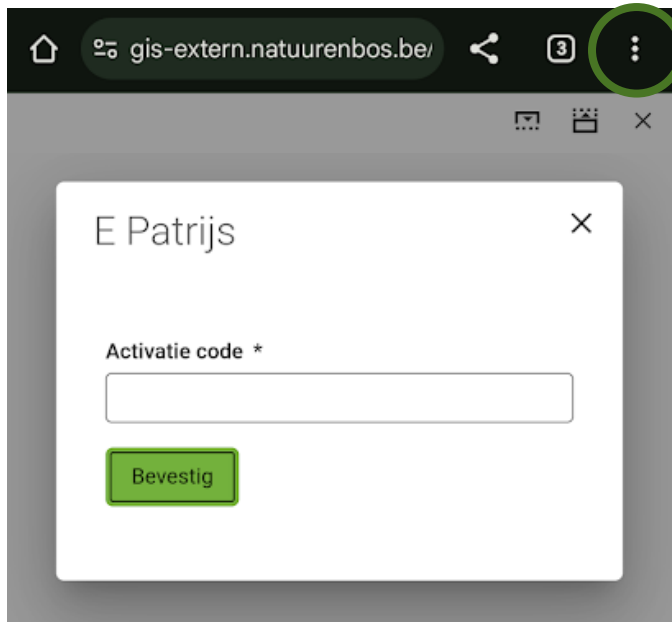 gis-extern.natuurenbos.be/
3
E Patrijs
Activatie code *
Bevestig